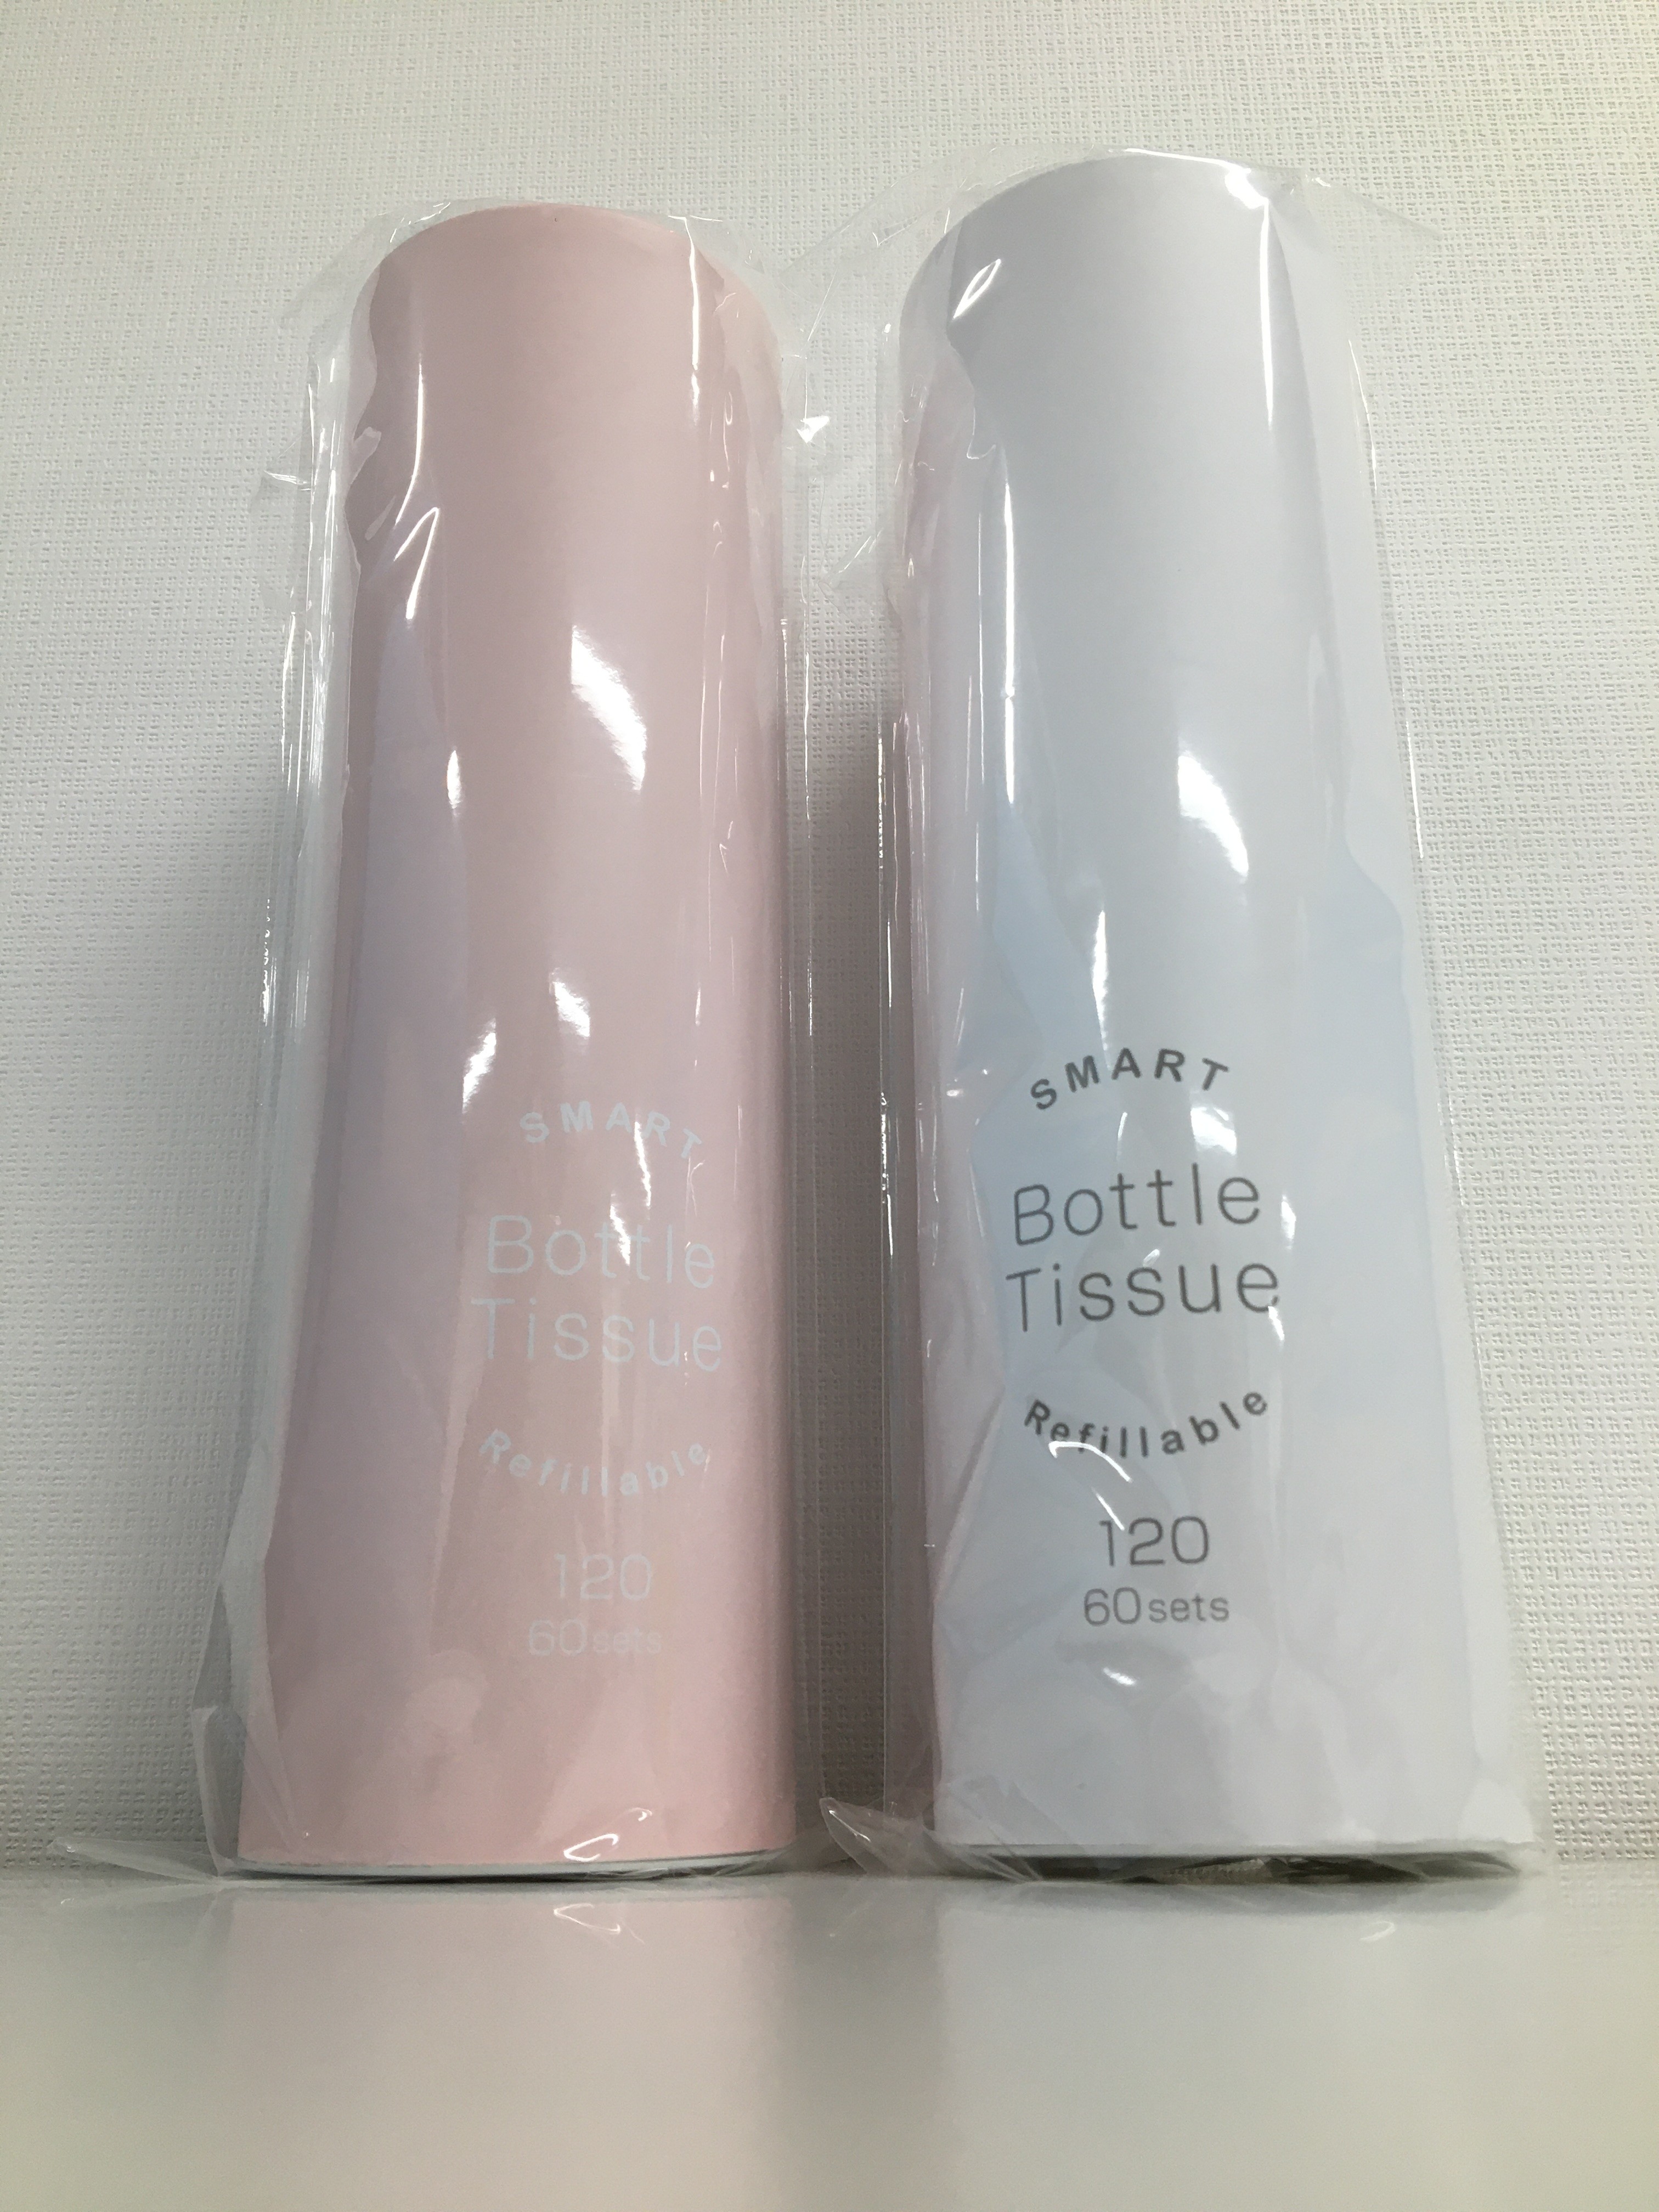 SMART
Bottle
Tissue
Refillable
120
60sets
SMART
Bottle
Tissue
Refillable
120
60sets